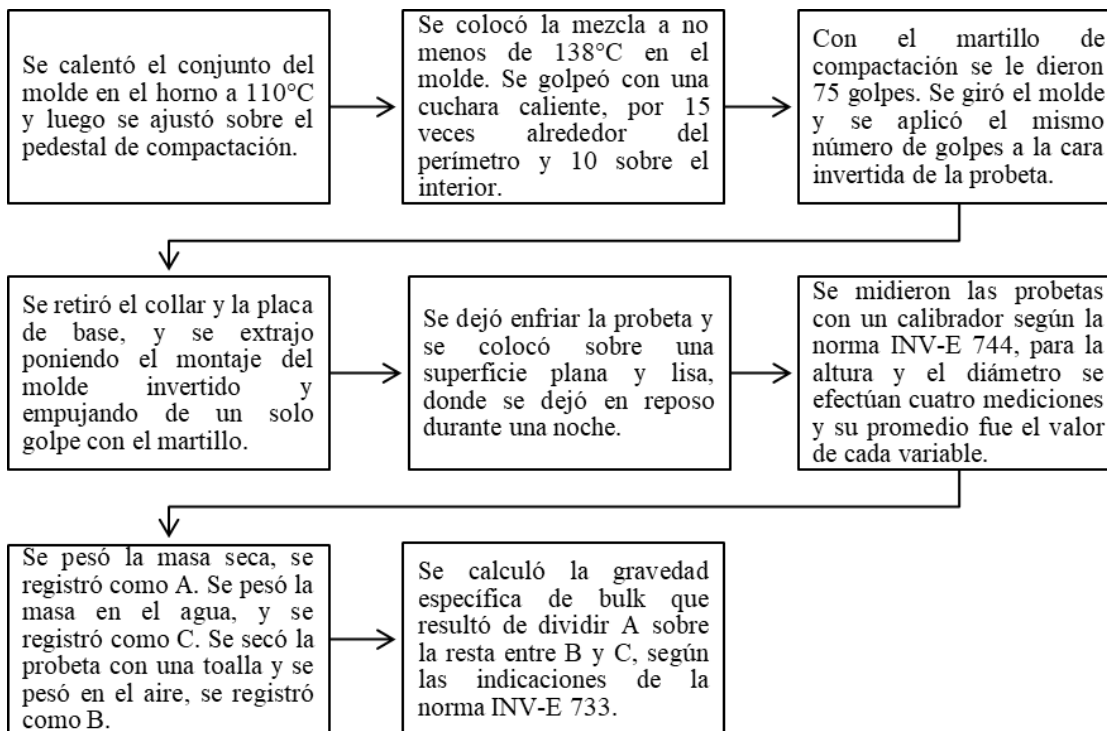 Se calentó el conjunto del
molde en el horno a 110°C
y luego se ajustó sobre el
pedestal de compactación.
Se colocó la mezcla a no
menos de 138°C en el
molde. Se golpeó con una
cuchara caliente, por 15
veces alrededor del
perímetro y 10 sobre el
interior.
Con el martillo de
compactación se le dieron
75 golpes. Se giró el molde
y se aplicó el mismo
número de golpes a la cara
invertida de la probeta.
Se retiró el collar y la placa
de base, y se extrajo
poniendo el montaje del
molde invertido y
empujando de un solo
golpe con el martillo.
Se dejó enfriar la probeta y
se colocó sobre una
superficie plana y lisa,
donde se dejó en reposo
durante una noche.
Se midieron las probetas
con un calibrador según la
norma INV-E 744, para la
altura y el diámetro se
efectúan cuatro mediciones
y su promedio fue el valor
de cada variable.
Se pesó la masa seca, se
registró como A. Se pesó la
masa en el agua, y se
registró como C. Se secó la
probeta con una toalla y se
pesó en el aire, se registró
como B.
Se calculó la gravedad
específica de bulk que
resultó de dividir A sobre
la resta entre B y C, según
las indicaciones de la
norma INV-E 733.